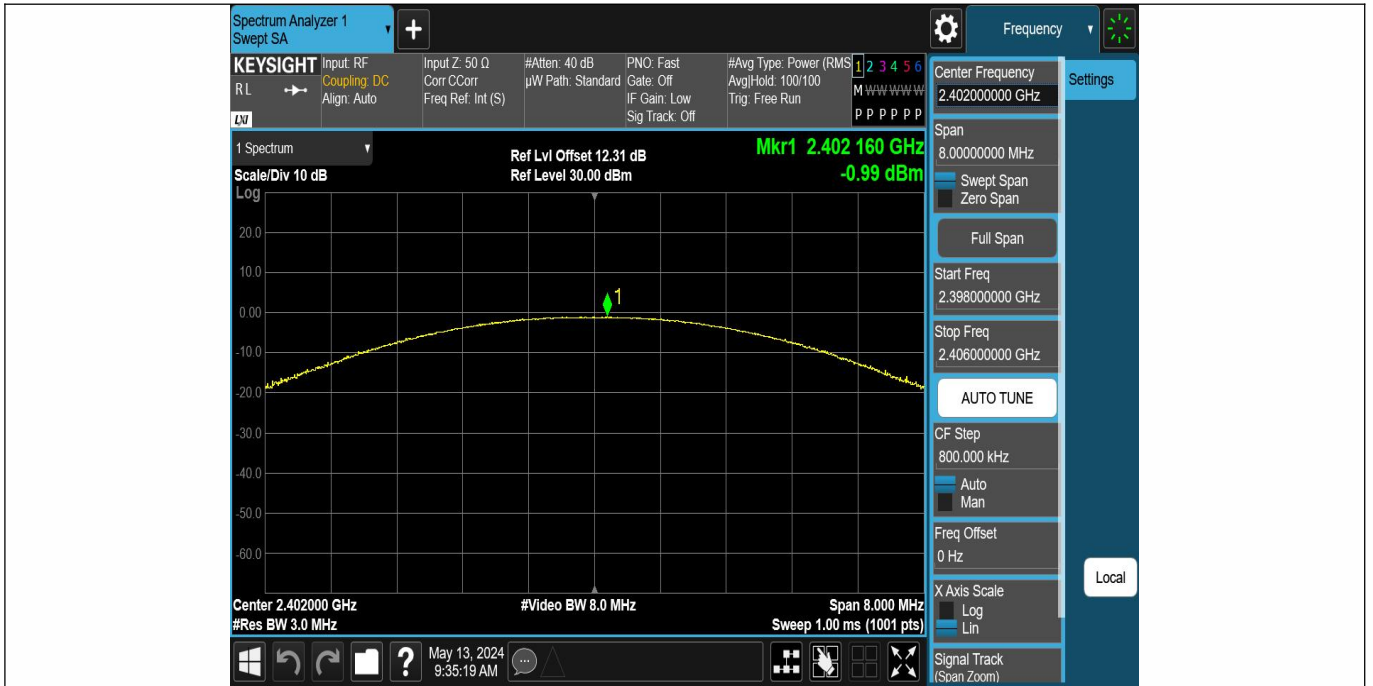 Spectrum Analyzer 1
Swept SA
Frequency
KEYSIGHT
R L
LXI
Input: RF
Coupling: DC
Align: Auto
Input Z: 50 Ω
Corr CCorr
Freq Ref: Int (S)
#Atten: 40 dB
µW Path: Standard
PNO: Fast
Gate: Off
IF Gain: Low
Sig Track: Off
#Avg Type: Power (RMS
Avg|Hold: 100/100
Trig: Free Run
1 2 3 4 5 6
M W W W W W
P P P P P P
1 Spectrum
Scale/Div 10 dB
Log
Ref Lvl Offset 12.31 dB
Ref Level 30.00 dBm
Mkr1 2.402 160 GHz
-0.99 dBm
20.0
10.0
0.00
1
-10.0
-20.0
-30.0
-40.0
-50.0
-60.0
Center 2.402000 GHz
#Res BW 3.0 MHz
#Video BW 8.0 MHz
Span 8.000 MHz
Sweep 1.00 ms (1001 pts)
Center Frequency
2.402000000 GHz
Settings
Span
8.00000000 MHz
Swept Span
Zero Span
Full Span
Start Freq
2.398000000 GHz
Stop Freq
2.406000000 GHz
AUTO TUNE
CF Step
800.000 kHz
Auto
Man
Freq Offset
0 Hz
X Axis Scale
Log
Lin
Local
Signal Track
(Span Zoom)
?
May 13, 2024
9:35:19 AM